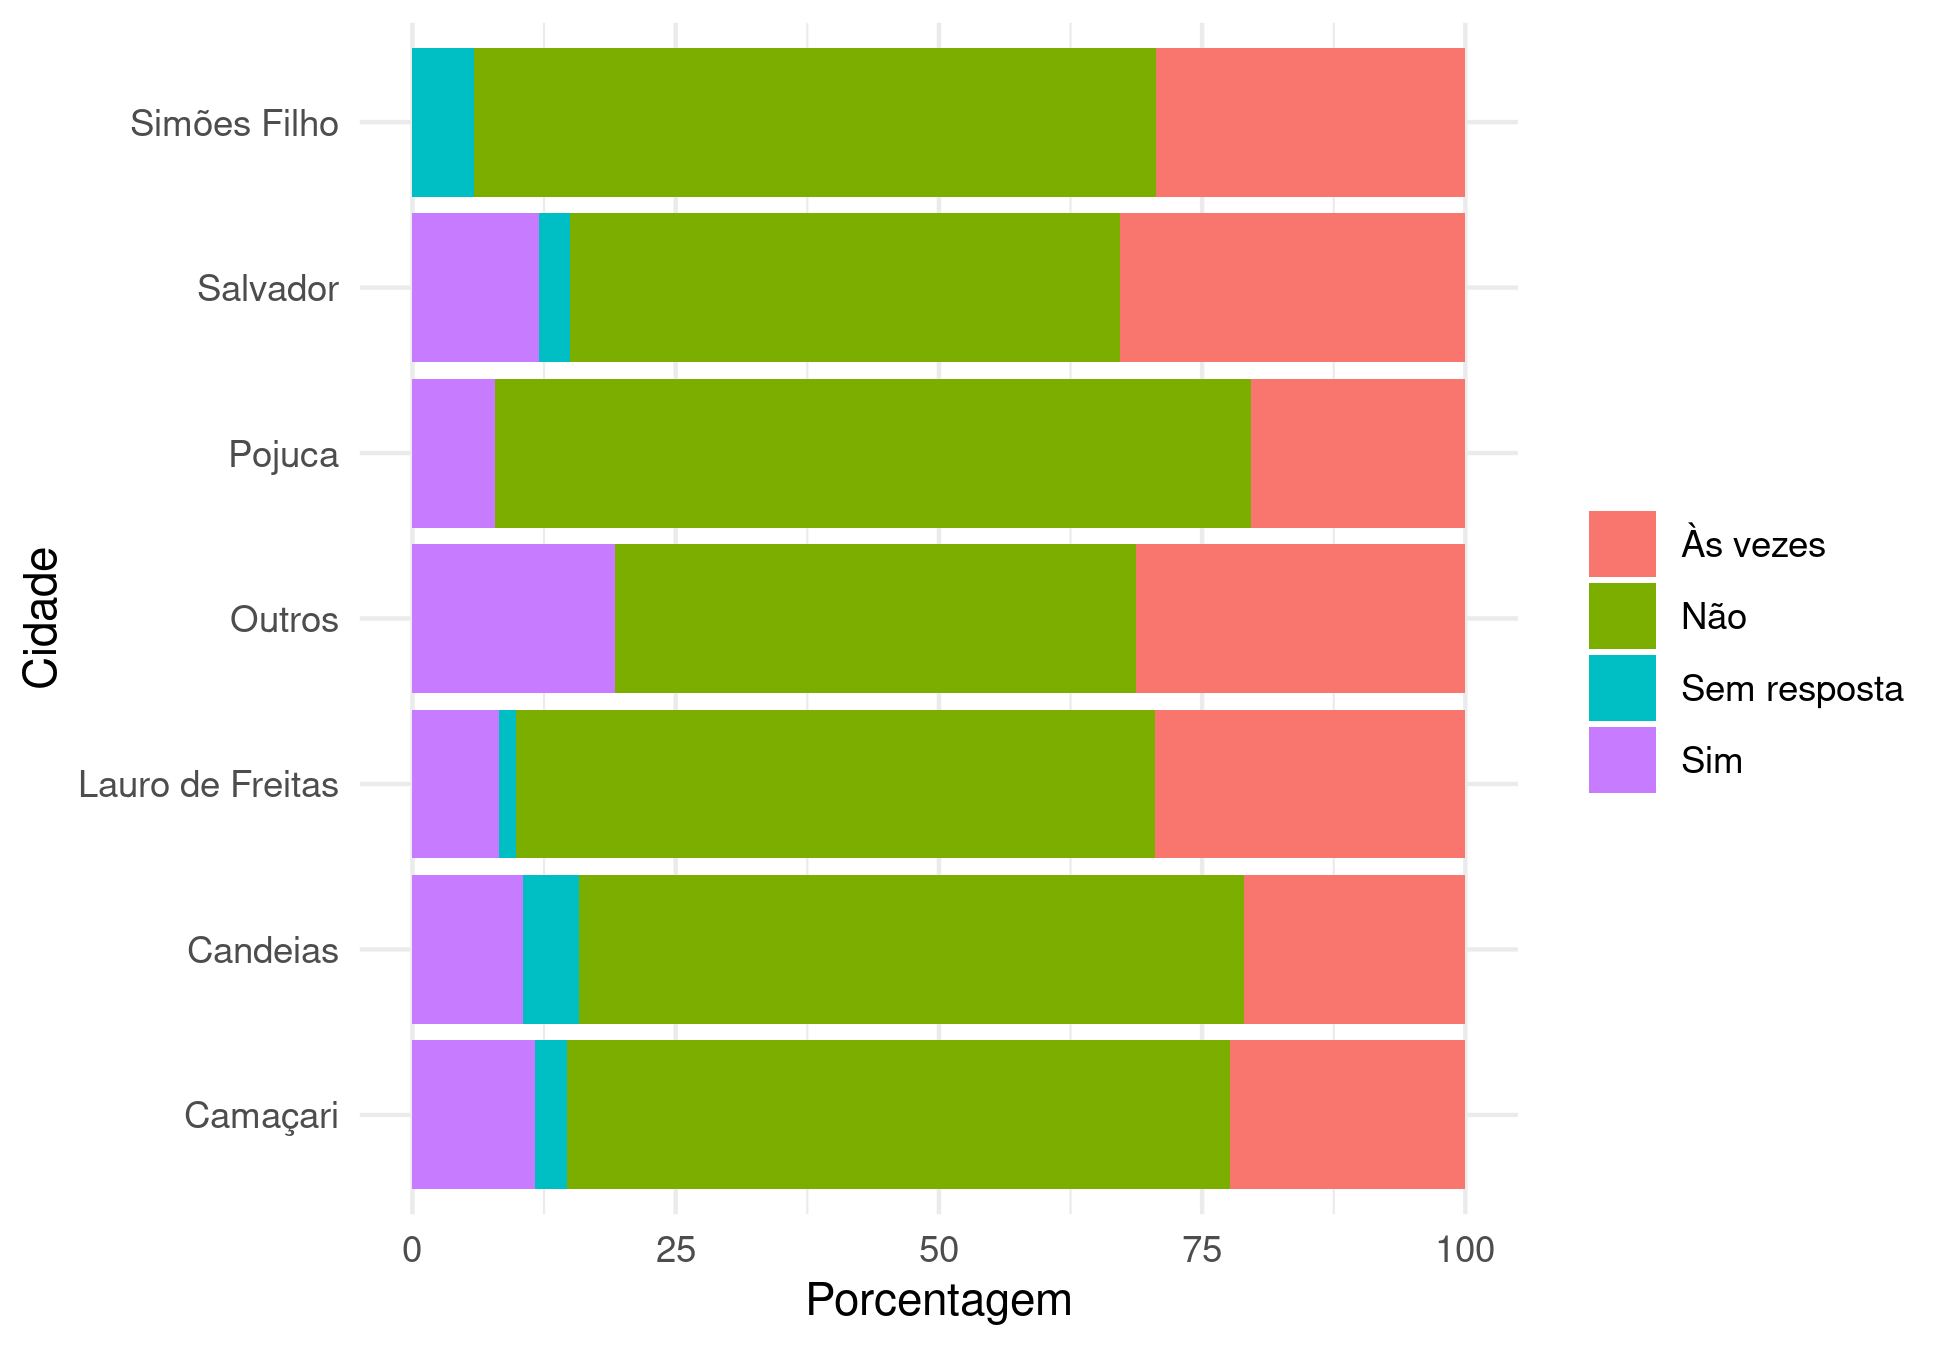 Simões Filho
Salvador
Pojuca
Outros
Lauro de Freitas
Candeias
Camaçari
Cidade
0 25 50 75 100
Porcentagem
Às vezes
Não
Sem resposta
Sim